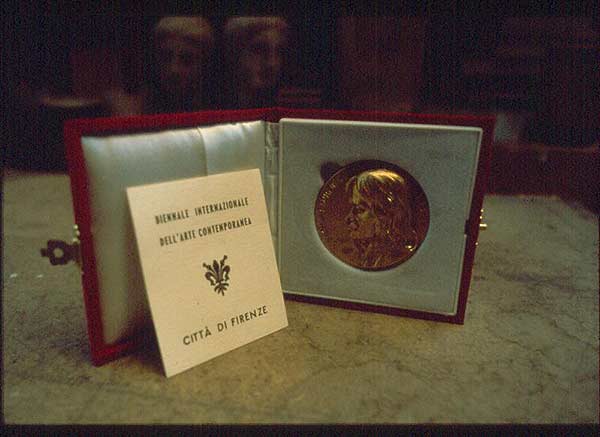 BIENNALE INTERNAZIONALE
DELL'ARTE CONTEMPORANEA
CITTÀ DI FIRENZE